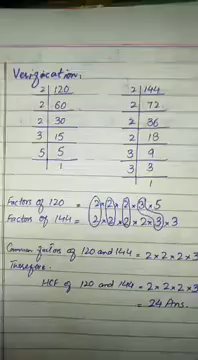 Verification:
2 | 120   2 | 144
2 | 60   2 | 72
2 | 30   2 | 36
3 | 15   2 | 18
5 | 5   3 | 9
1   3 | 3
1
Factors of 120 = 2 × 2 × 2 × 3 × 5
Factors of 144 = 2 × 2 × 2 × 2 × 3 × 3
Common factors of 120 and 144 = 2 × 2 × 2 × 3
Therefore,
HCF of 120 and 144 = 2 × 2 × 2 × 3
= 24 Ans.